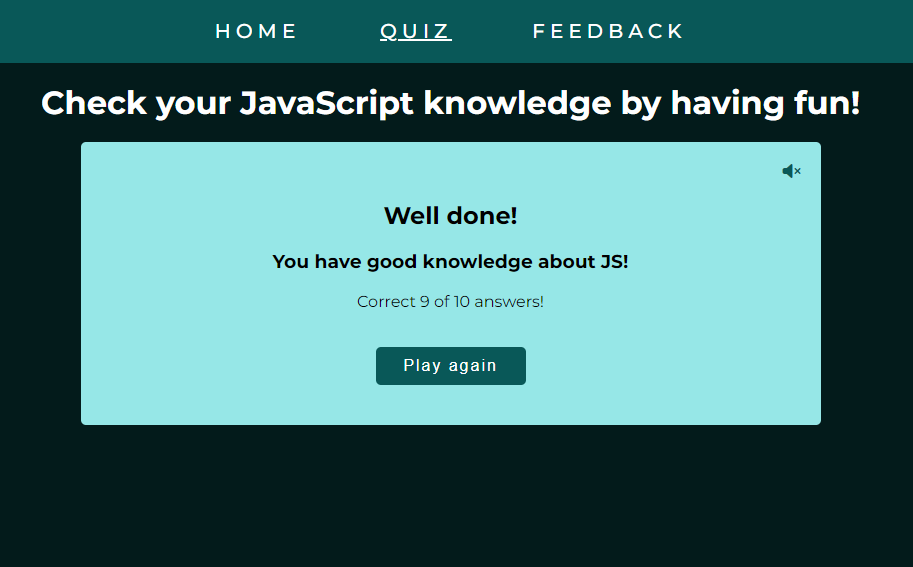 HOME QUIZ FEEDBACK
Check your JavaScript knowledge by having fun!
Well done!
You have good knowledge about JS!
Correct 9 of 10 answers!
Play again